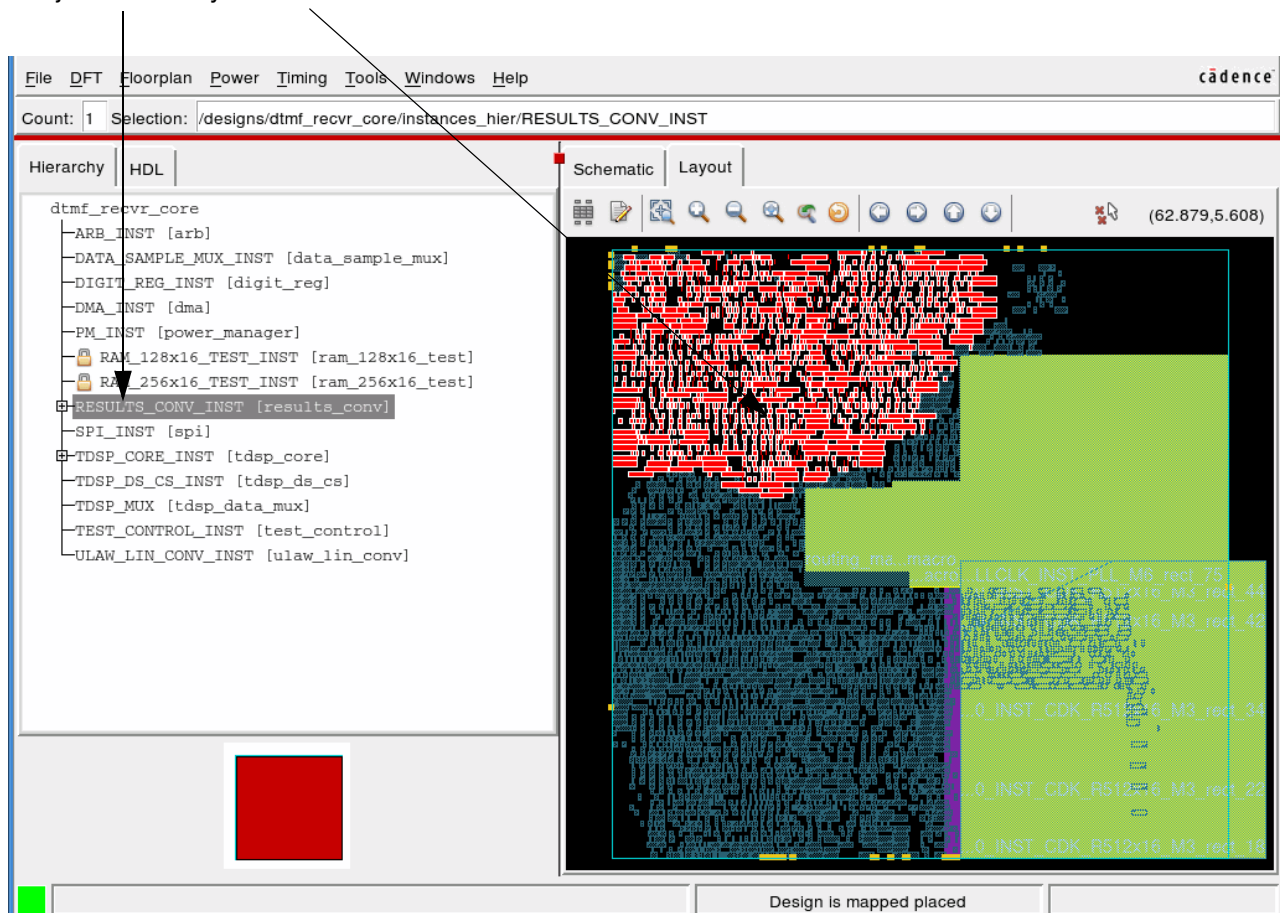 File DFT Floorplan Power Timing Tools Windows Help cādence
Count: 1 Selection: /designs/dtmf_recvr_core/instances_hier/RESULTS_CONV_INST
Hierarchy HDL
Schematic Layout
(62.879,5.608)
dtmf_recvr_core
ARB_INST [arb]
DATA_SAMPLE_MUX_INST [data_sample_mux]
DIGIT_REG_INST [digit_reg]
DMA_INST [dma]
PM_INST [power_manager]
RAM_128x16_TEST_INST [ram_128x16_test]
RAM_256x16_TEST_INST [ram_256x16_test]
RESULTS_CONV_INST [results_conv]
SPI_INST [spi]
TDSP_CORE_INST [tdsp_core]
TDSP_DS_CS_INST [tdsp_ds_cs]
TDSP_MUX [tdsp_data_mux]
TEST_CONTROL_INST [test_control]
ULAW_LIN_CONV_INST [ulaw_lin_conv]
Design is mapped placed